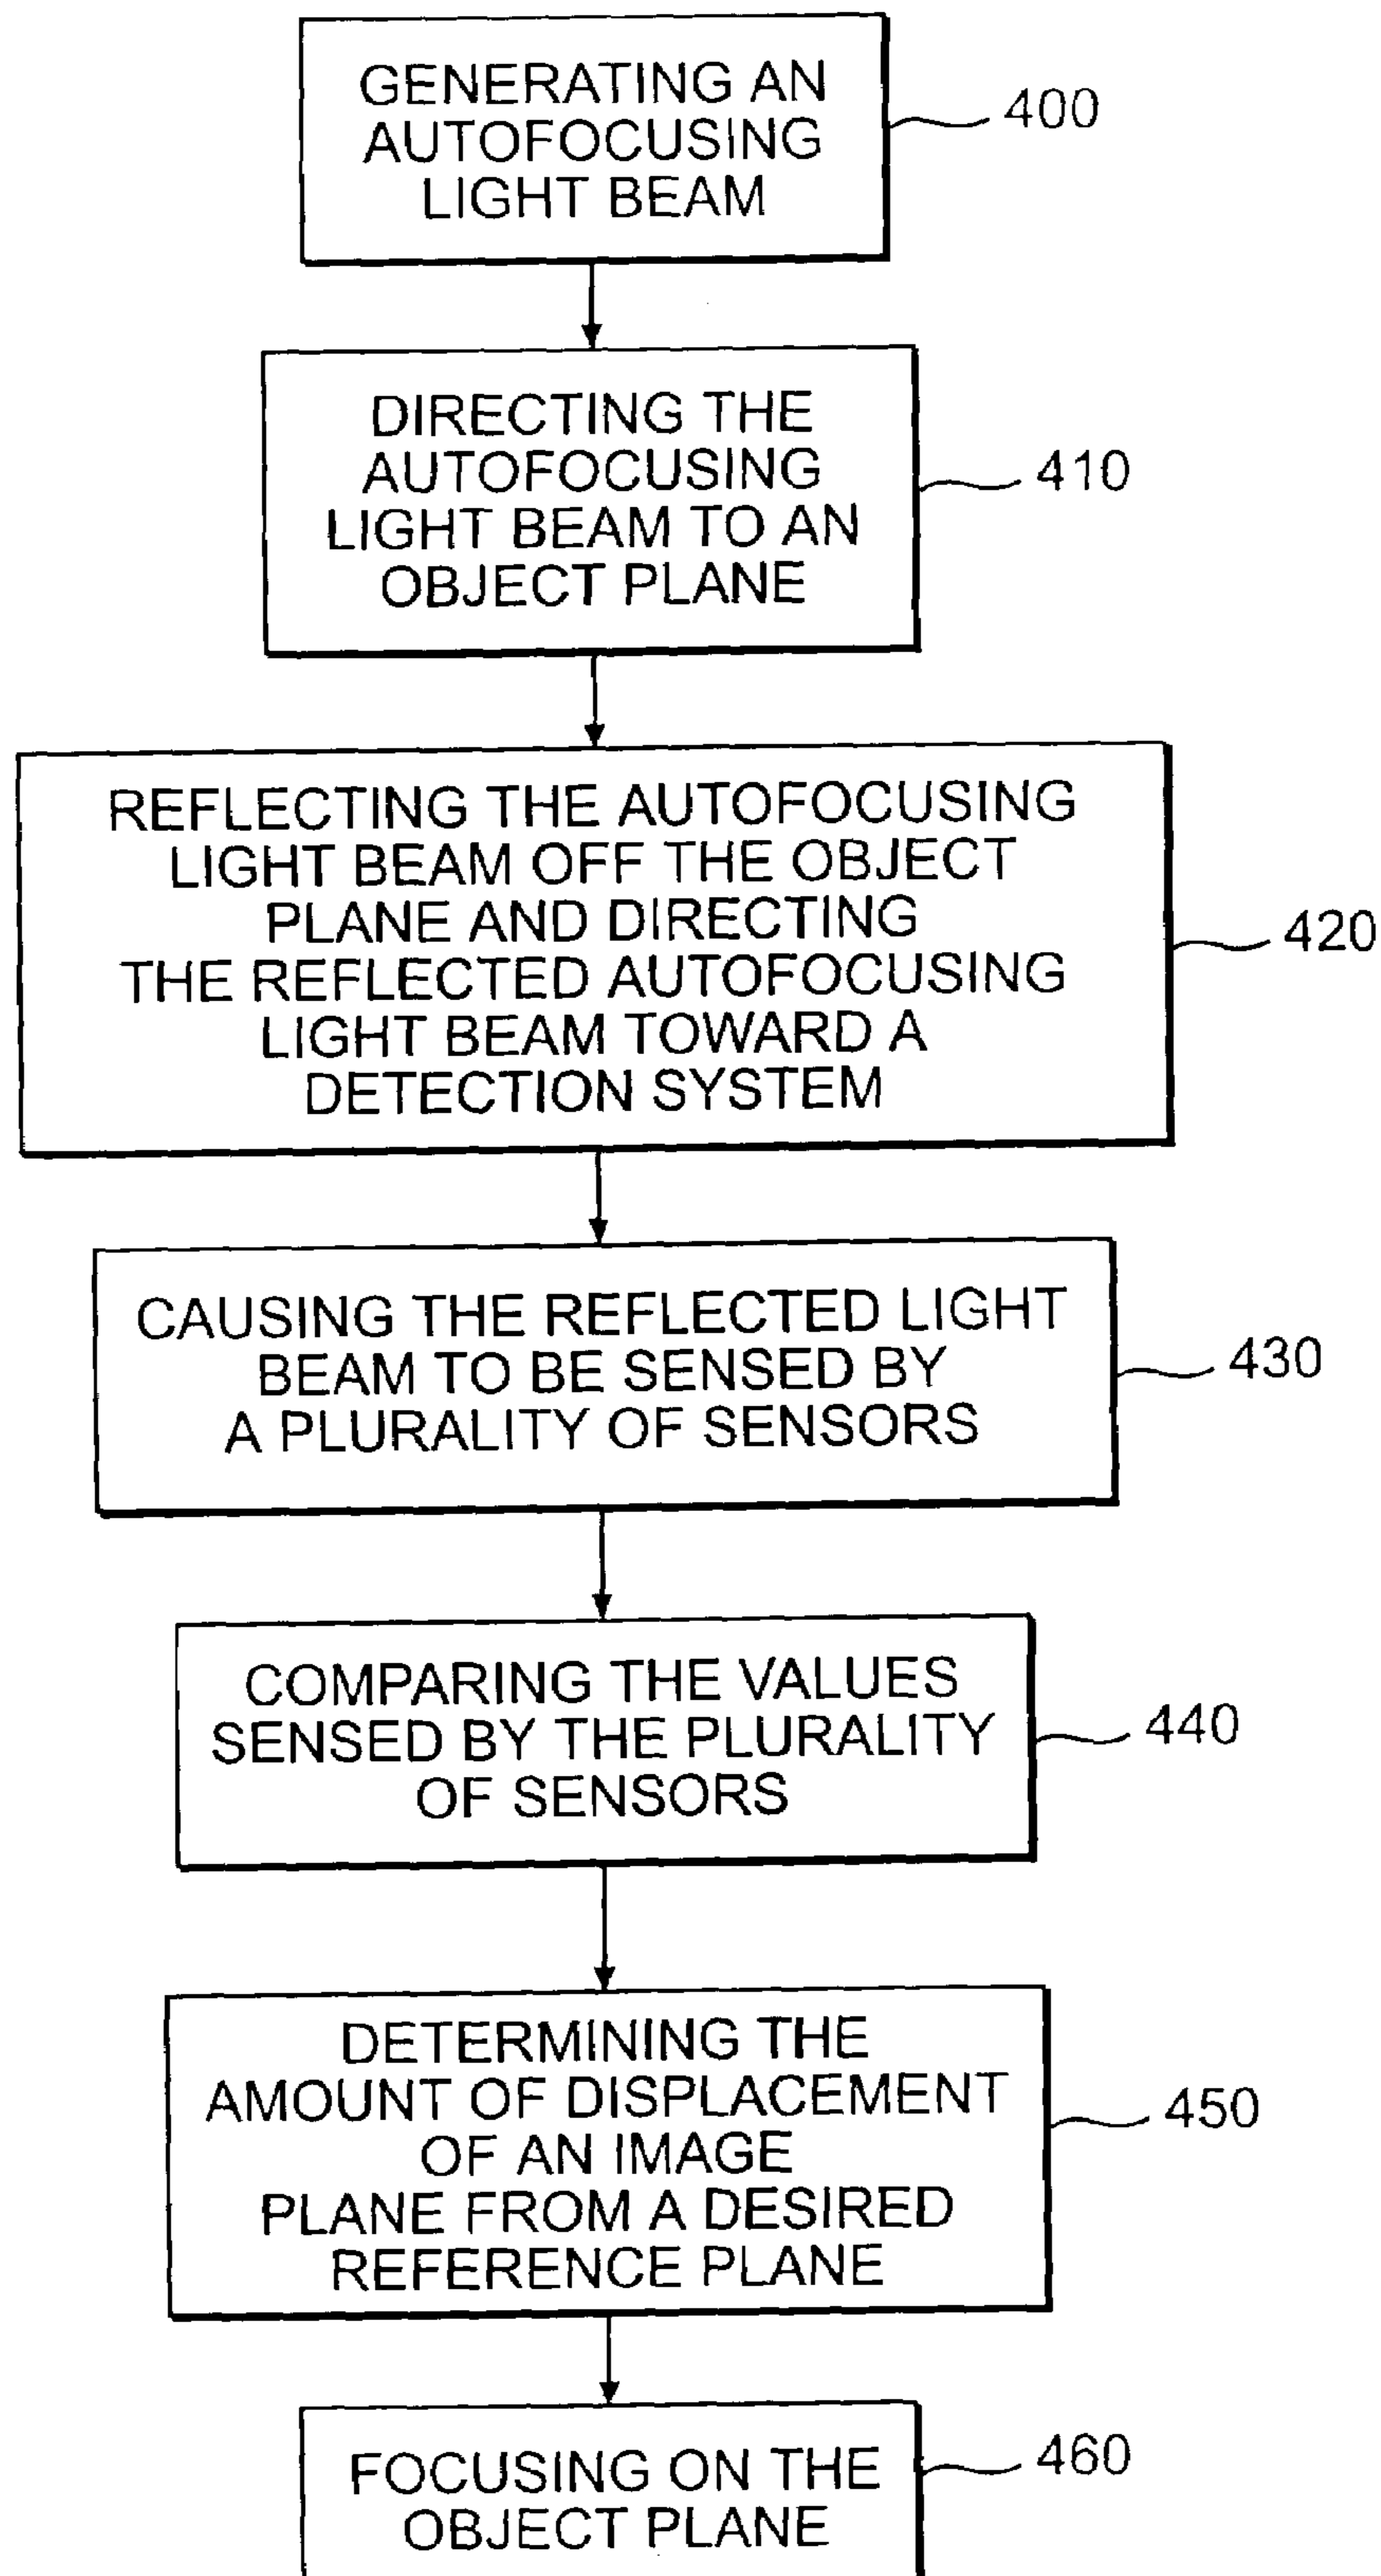 GENERATING AN
AUTOFOCUSING
LIGHT BEAM
400
DIRECTING THE
AUTOFOCUSING
LIGHT BEAM TO AN
OBJECT PLANE
410
REFLECTING THE AUTOFOCUSING
LIGHT BEAM OFF THE OBJECT
PLANE AND DIRECTING
THE REFLECTED AUTOFOCUSING
LIGHT BEAM TOWARD A
DETECTION SYSTEM
420
CAUSING THE REFLECTED LIGHT
BEAM TO BE SENSED BY
A PLURALITY OF SENSORS
430
COMPARING THE VALUES
SENSED BY THE PLURALITY
OF SENSORS
440
DETERMINING THE
AMOUNT OF DISPLACEMENT
OF AN IMAGE
PLANE FROM A DESIRED
REFERENCE PLANE
450
FOCUSING ON THE
OBJECT PLANE
460